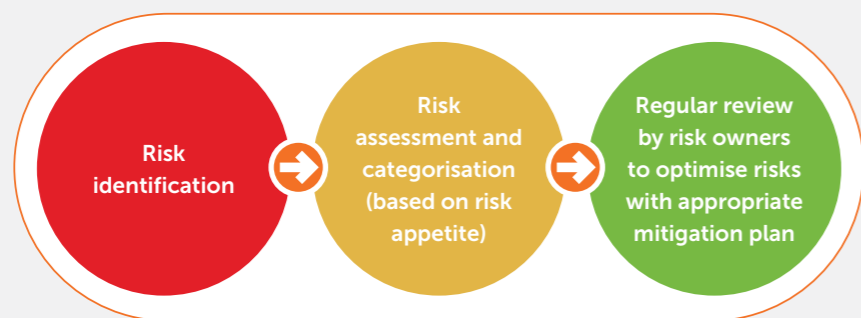 Risk
identification
Risk
assessment and
categorisation
(based on risk
appetite)
Regular review
by risk owners
to optimise risks
with appropriate
mitigation plan